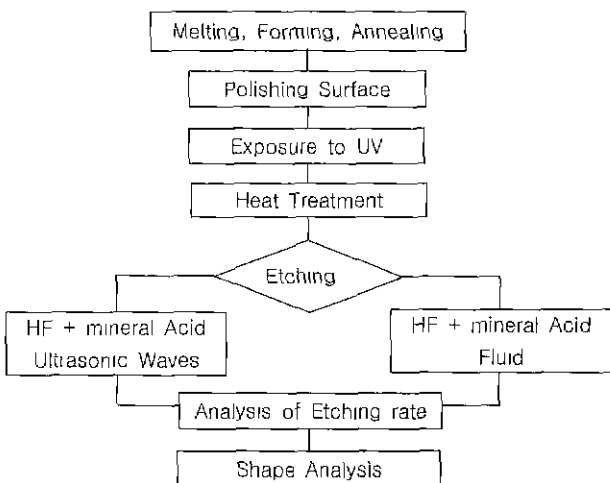 Melting, Forming, Annealing
Polishing Surface
Exposure to UV
Heat Treatment
Etching
HF + mineral Acid
Ultrasonic Waves
HF + mineral Acid
Fluid
Analysis of Etching rate
Shape Analysis